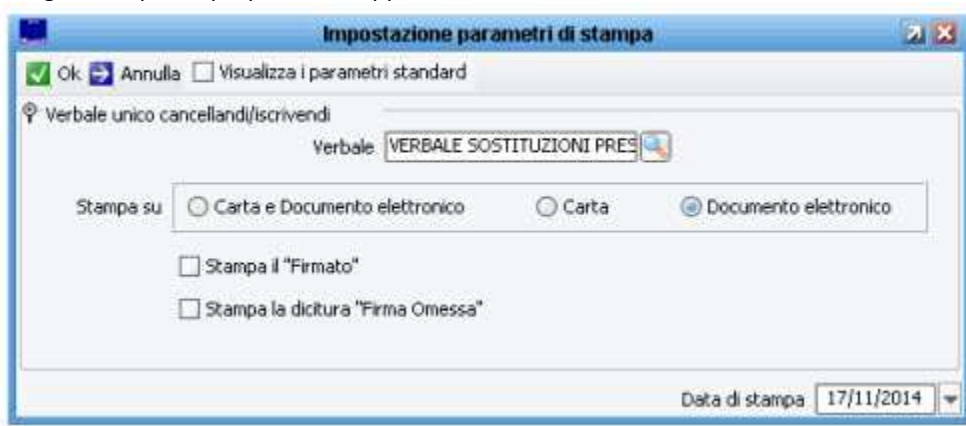 Impostazione parametri di stampa
Ok Annulla Visualizza i parametri standard
Verbale unico cancellandi/iscrivendi
Verbale VERBALE SOSTITUZIONI PRES
Stampa su Carta e Documento elettronico Carta Documento elettronico
Stampa il "Firmato"
Stampa la dicitura "Firma Omessa"
Data di stampa 17/11/2014